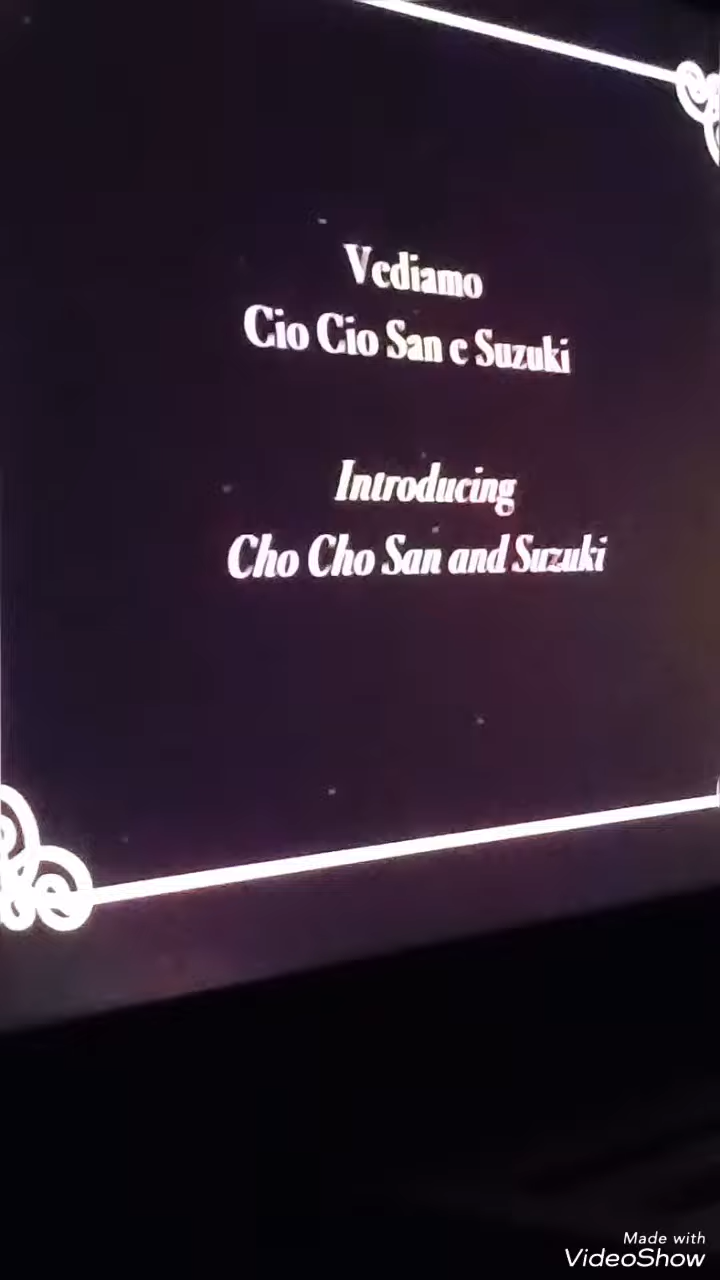 Vediamo
Cio Cio San e Suzuki
Introducing
Cho Cho San and Suzuki
Made with
VideoShow